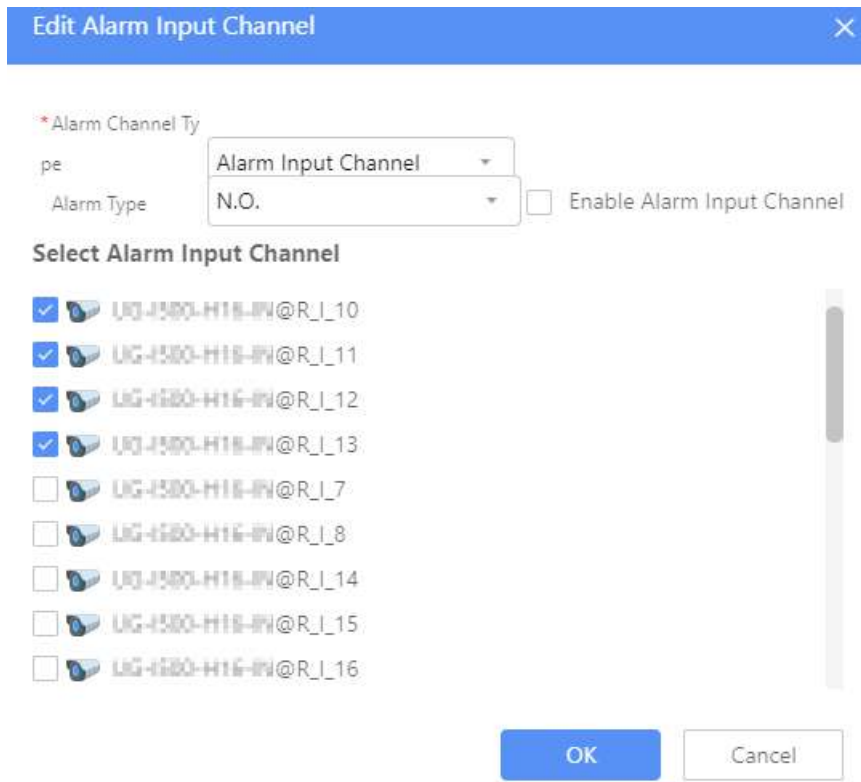 Edit Alarm Input Channel
*Alarm Channel Ty
pe Alarm Input Channel
Alarm Type N.O. Enable Alarm Input Channel
Select Alarm Input Channel
@R_I_10
@R_I_11
@R_I_12
@R_I_13
@R_I_7
@R_I_8
@R_I_14
@R_I_15
@R_I_16
OK Cancel